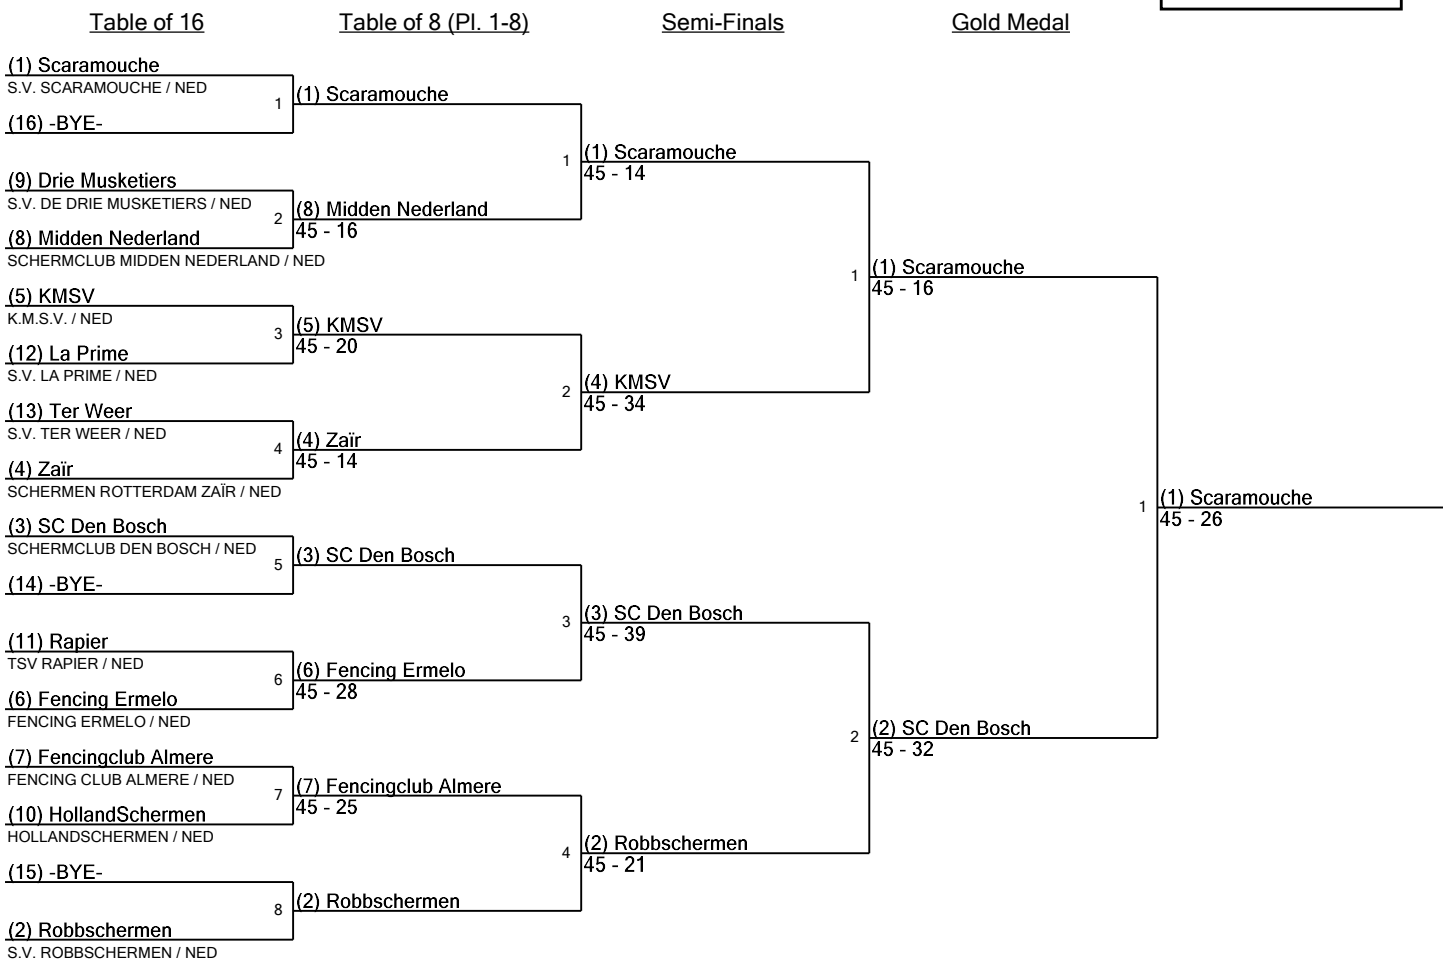 Table of 16
Table of 8 (Pl. 1-8)
Semi-Finals
Gold Medal
(1) Scaramouche
S.V. SCARAMOUCHE / NED
1
(16) -BYE-
(9) Drie Musketiers
S.V. DE DRIE MUSKETIERS / NED
2
(8) Midden Nederland
SCHERMCLUB MIDDEN NEDERLAND / NED
(5) KMSV
K.M.S.V. / NED
3
(12) La Prime
S.V. LA PRIME / NED
(13) Ter Weer
S.V. TER WEER / NED
4
(4) Zaïr
SCHERMEN ROTTERDAM ZAÏR / NED
(3) SC Den Bosch
SCHERMCLUB DEN BOSCH / NED
5
(14) -BYE-
(11) Rapier
TSV RAPIER / NED
6
(6) Fencing Ermelo
FENCING ERMELO / NED
(7) Fencingclub Almere
FENCING CLUB ALMERE / NED
7
(10) HollandSchermen
HOLLANDSCHERMEN / NED
(15) -BYE-
8
(2) Robbschermen
S.V. ROBBSCHERMEN / NED
(1) Scaramouche
1
(8) Midden Nederland
45 - 16
(5) KMSV
45 - 20
2
(4) Zaïr
45 - 14
(3) SC Den Bosch
3
(6) Fencing Ermelo
45 - 28
(7) Fencingclub Almere
45 - 25
4
(2) Robbschermen
(1) Scaramouche
45 - 14
1
(4) KMSV
45 - 34
(3) SC Den Bosch
45 - 39
2
(2) Robbschermen
45 - 21
(1) Scaramouche
45 - 16
1
(2) SC Den Bosch
45 - 32
(1) Scaramouche
45 - 26